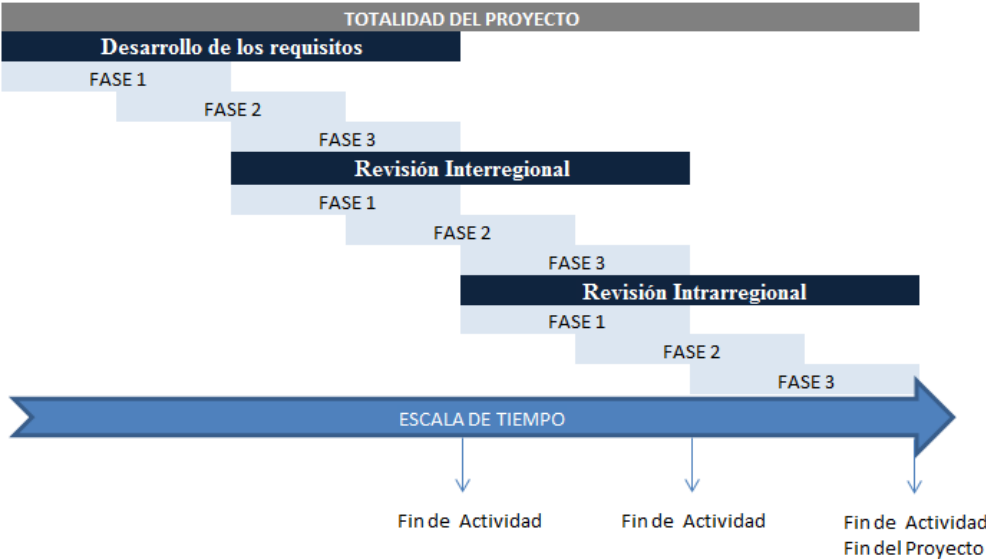 TOTALIDAD DEL PROYECTO
Desarrollo de los requisitos
FASE 1
FASE 2
FASE 3
Revisión Interregional
FASE 1
FASE 2
FASE 3
Revisión Intrarregional
FASE 1
FASE 2
FASE 3
ESCALA DE TIEMPO
Fin de Actividad
Fin de Actividad
Fin de Actividad
Fin del Proyecto